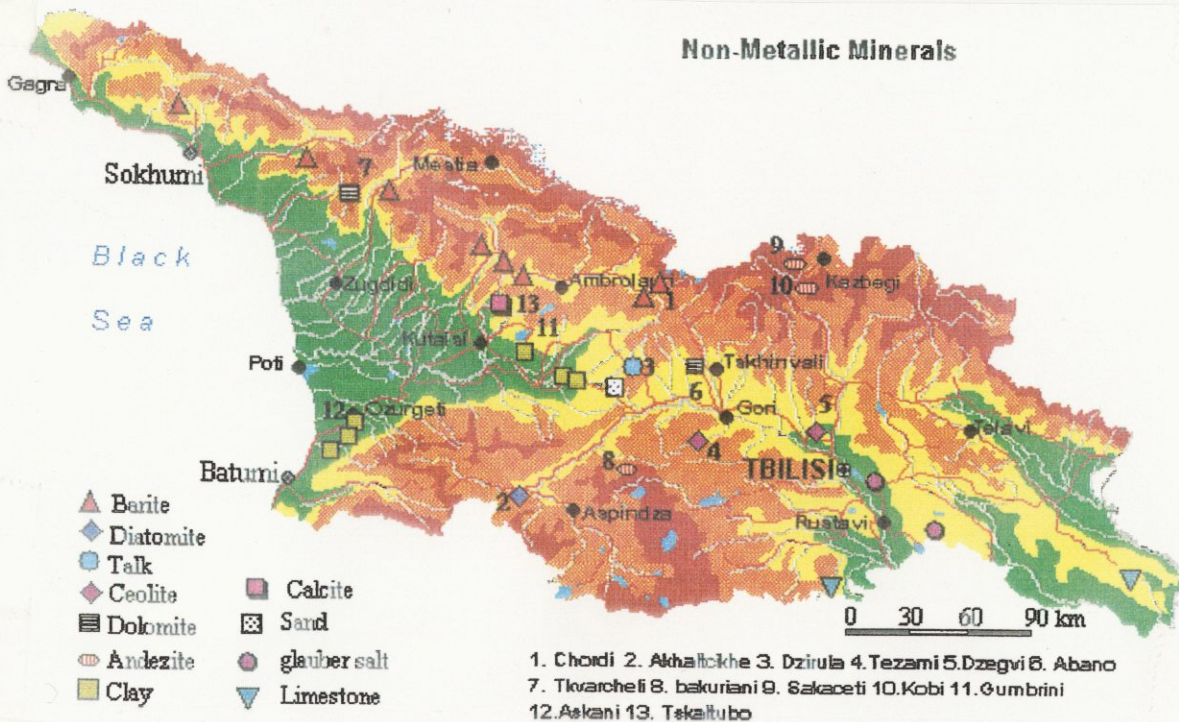 Non-Metallic Minerals
Gagra
Sokhumi
7
Mestia
Black
Sea
9
Kazbegi
10
Zugdidi
Ambrolauri
1
13
Kutaisi
11
Poti
3
Tskhinvali
6
12
Ozurgeti
Gori
5
Telavi
4
TBILISI
Batumi
8
2
Aspindza
Rustavi
Barite
Diatomite
Talk
Ceolite
Dolomite
Andezite
Clay
Calcite
Sand
glauber salt
Limestone
0 30 60 90 km
1. Chordi 2. Akhaltcikhe 3. Dzirula 4.Tezami 5.Dzegvi 6. Abano
7. Tkvarcheli 8. bakuriani 9. Sakaceti 10.Kobi 11.Gumbrini
12.Askani 13. Tskaltubo